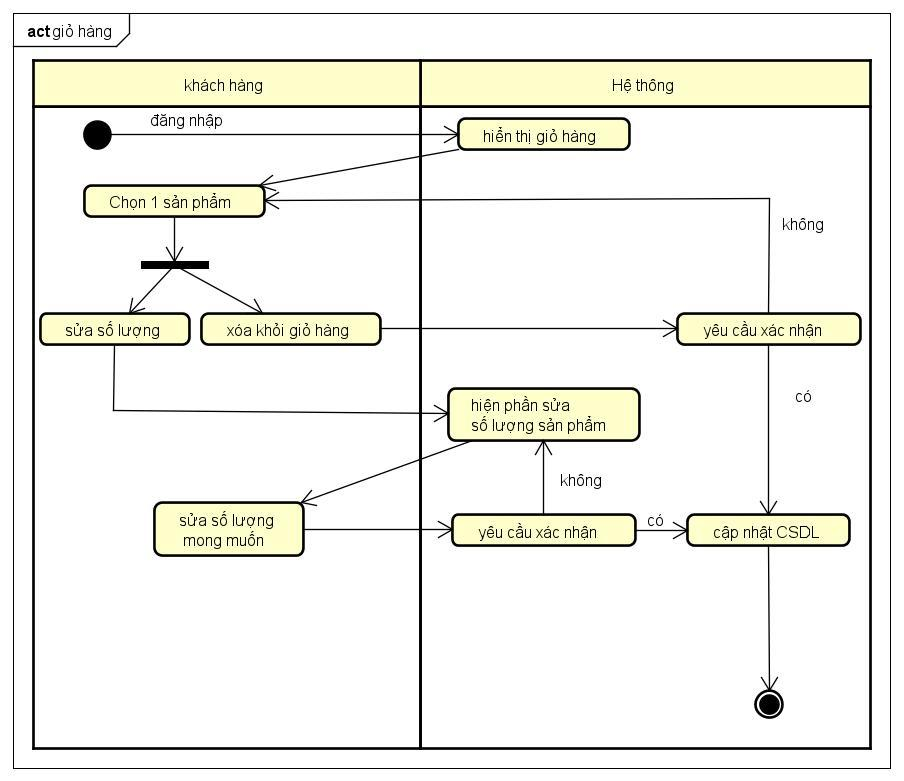 act giỏ hàng
khách hàng
Hệ thông
đăng nhập
hiển thị giỏ hàng
Chọn 1 sản phẩm
không
sửa số lượng
xóa khỏi giỏ hàng
yêu cầu xác nhận
có
hiện phần sửa
số lượng sản phẩm
không
sửa số lượng
mong muốn
yêu cầu xác nhận
có
cập nhật CSDL